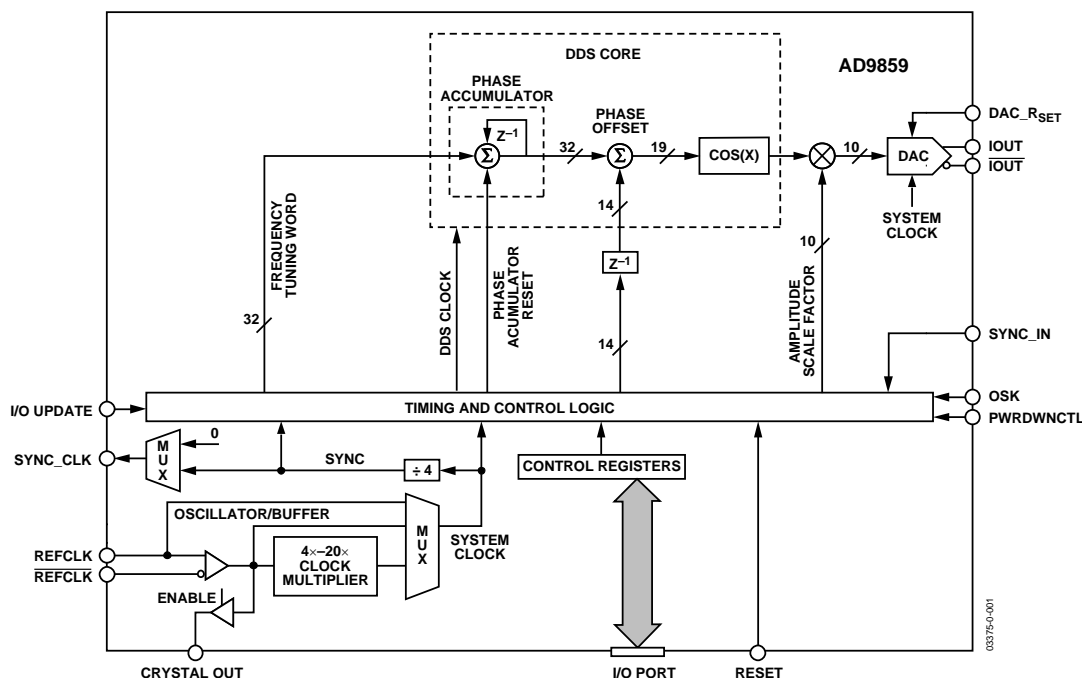 DDS CORE
AD9859
PHASE
ACCUMULATOR
PHASE
OFFSET
Z–1
Σ
32
Σ
19
COS(X)
10
DAC
DAC_RSET
IOUT
IOUT
SYSTEM
CLOCK
14
Z–1
14
10
32
FREQUENCY
TUNING WORD
DDS CLOCK
PHASE
ACUMULATOR
RESET
AMPLITUDE
SCALE FACTOR
SYNC_IN
OSK
PWRDWNCTL
I/O UPDATE
TIMING AND CONTROL LOGIC
0
MUX
SYNC_CLK
SYNC
÷ 4
CONTROL REGISTERS
OSCILLATOR/BUFFER
MUX
SYSTEM
CLOCK
REFCLK
REFCLK
4×–20×
CLOCK
MULTIPLIER
ENABLE
CRYSTAL OUT
I/O PORT
RESET
03375-0-001